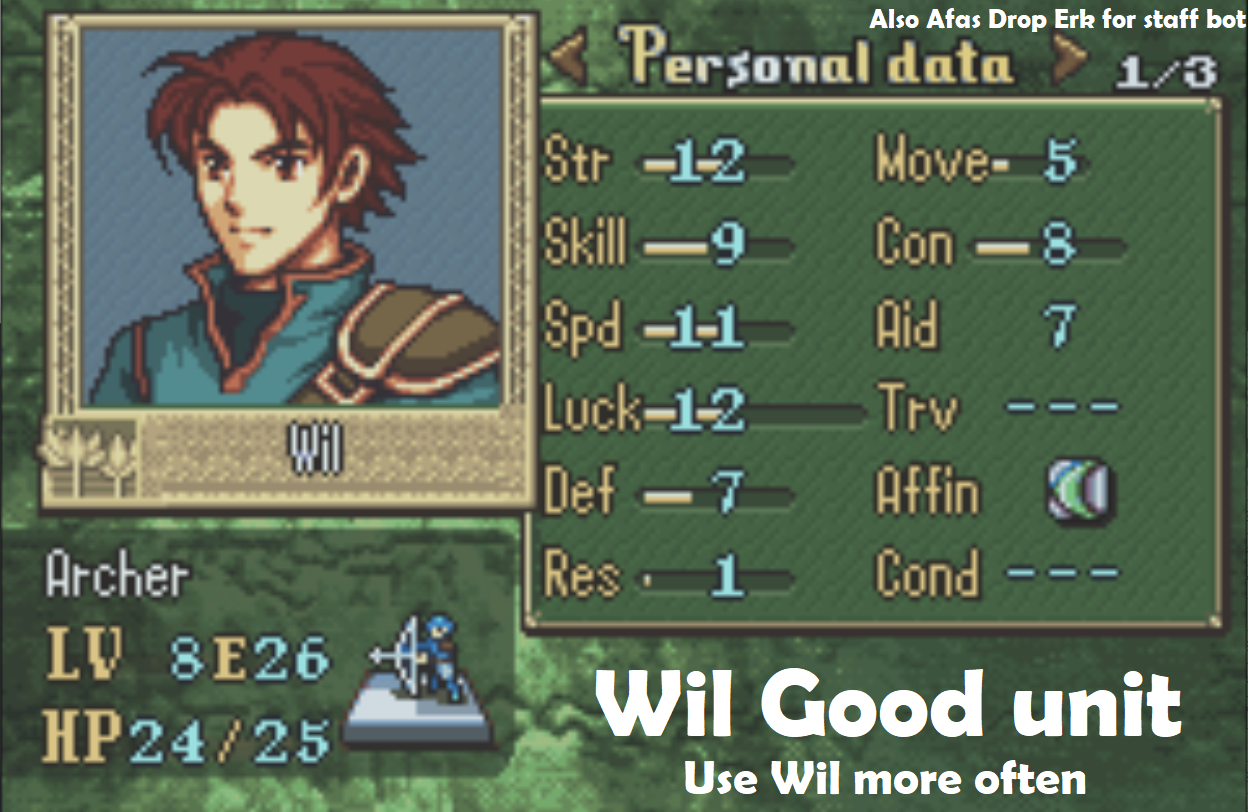 Also Afas Drop Erk for staff bot
Personal data 1/3
Str 12 Move 5
Skill 9 Con 8
Spd 11 Aid 7
Luck 12 Trv ---
Wil
Def 7 Affin
Res 1 Cond ---
Archer
LV 8 E 26
HP 24/25
Wil Good unit
Use Wil more often